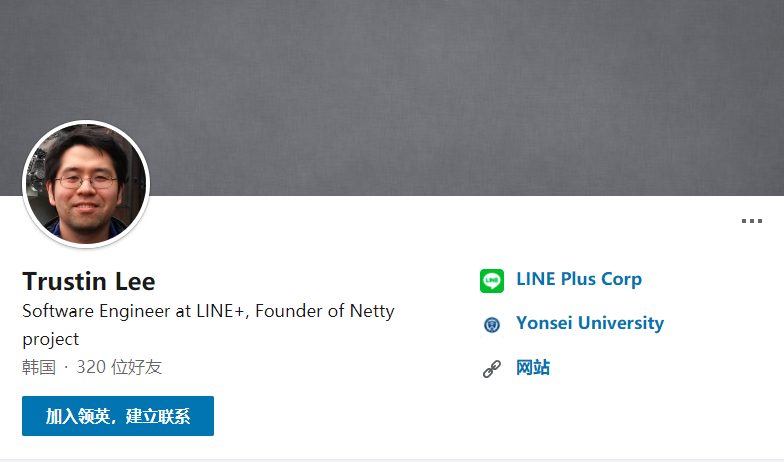 Trustin Lee
Software Engineer at LINE+, Founder of Netty
project
韩国 · 320 位好友
加入领英，建立联系
LINE
LINE Plus Corp
Yonsei University
网站